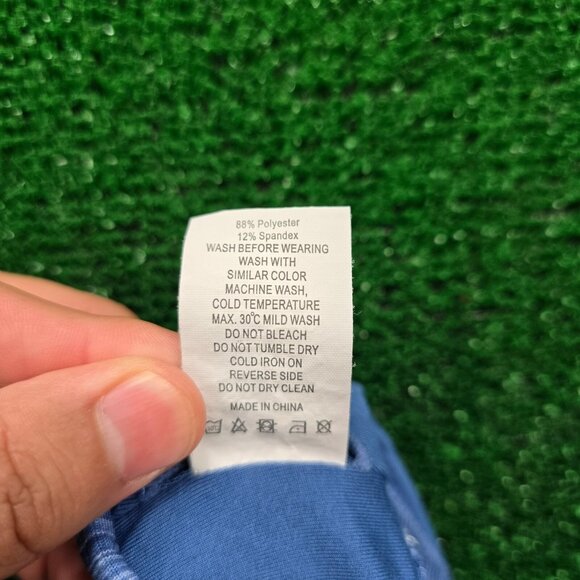 88% Polyester
12% Spandex
WASH BEFORE WEARING
WASH WITH
SIMILAR COLOR
MACHINE WASH,
COLD TEMPERATURE
MAX. 30℃ MILD WASH
DO NOT BLEACH
DO NOT TUMBLE DRY
COLD IRON ON
REVERSE SIDE
DO NOT DRY CLEAN
MADE IN CHINA